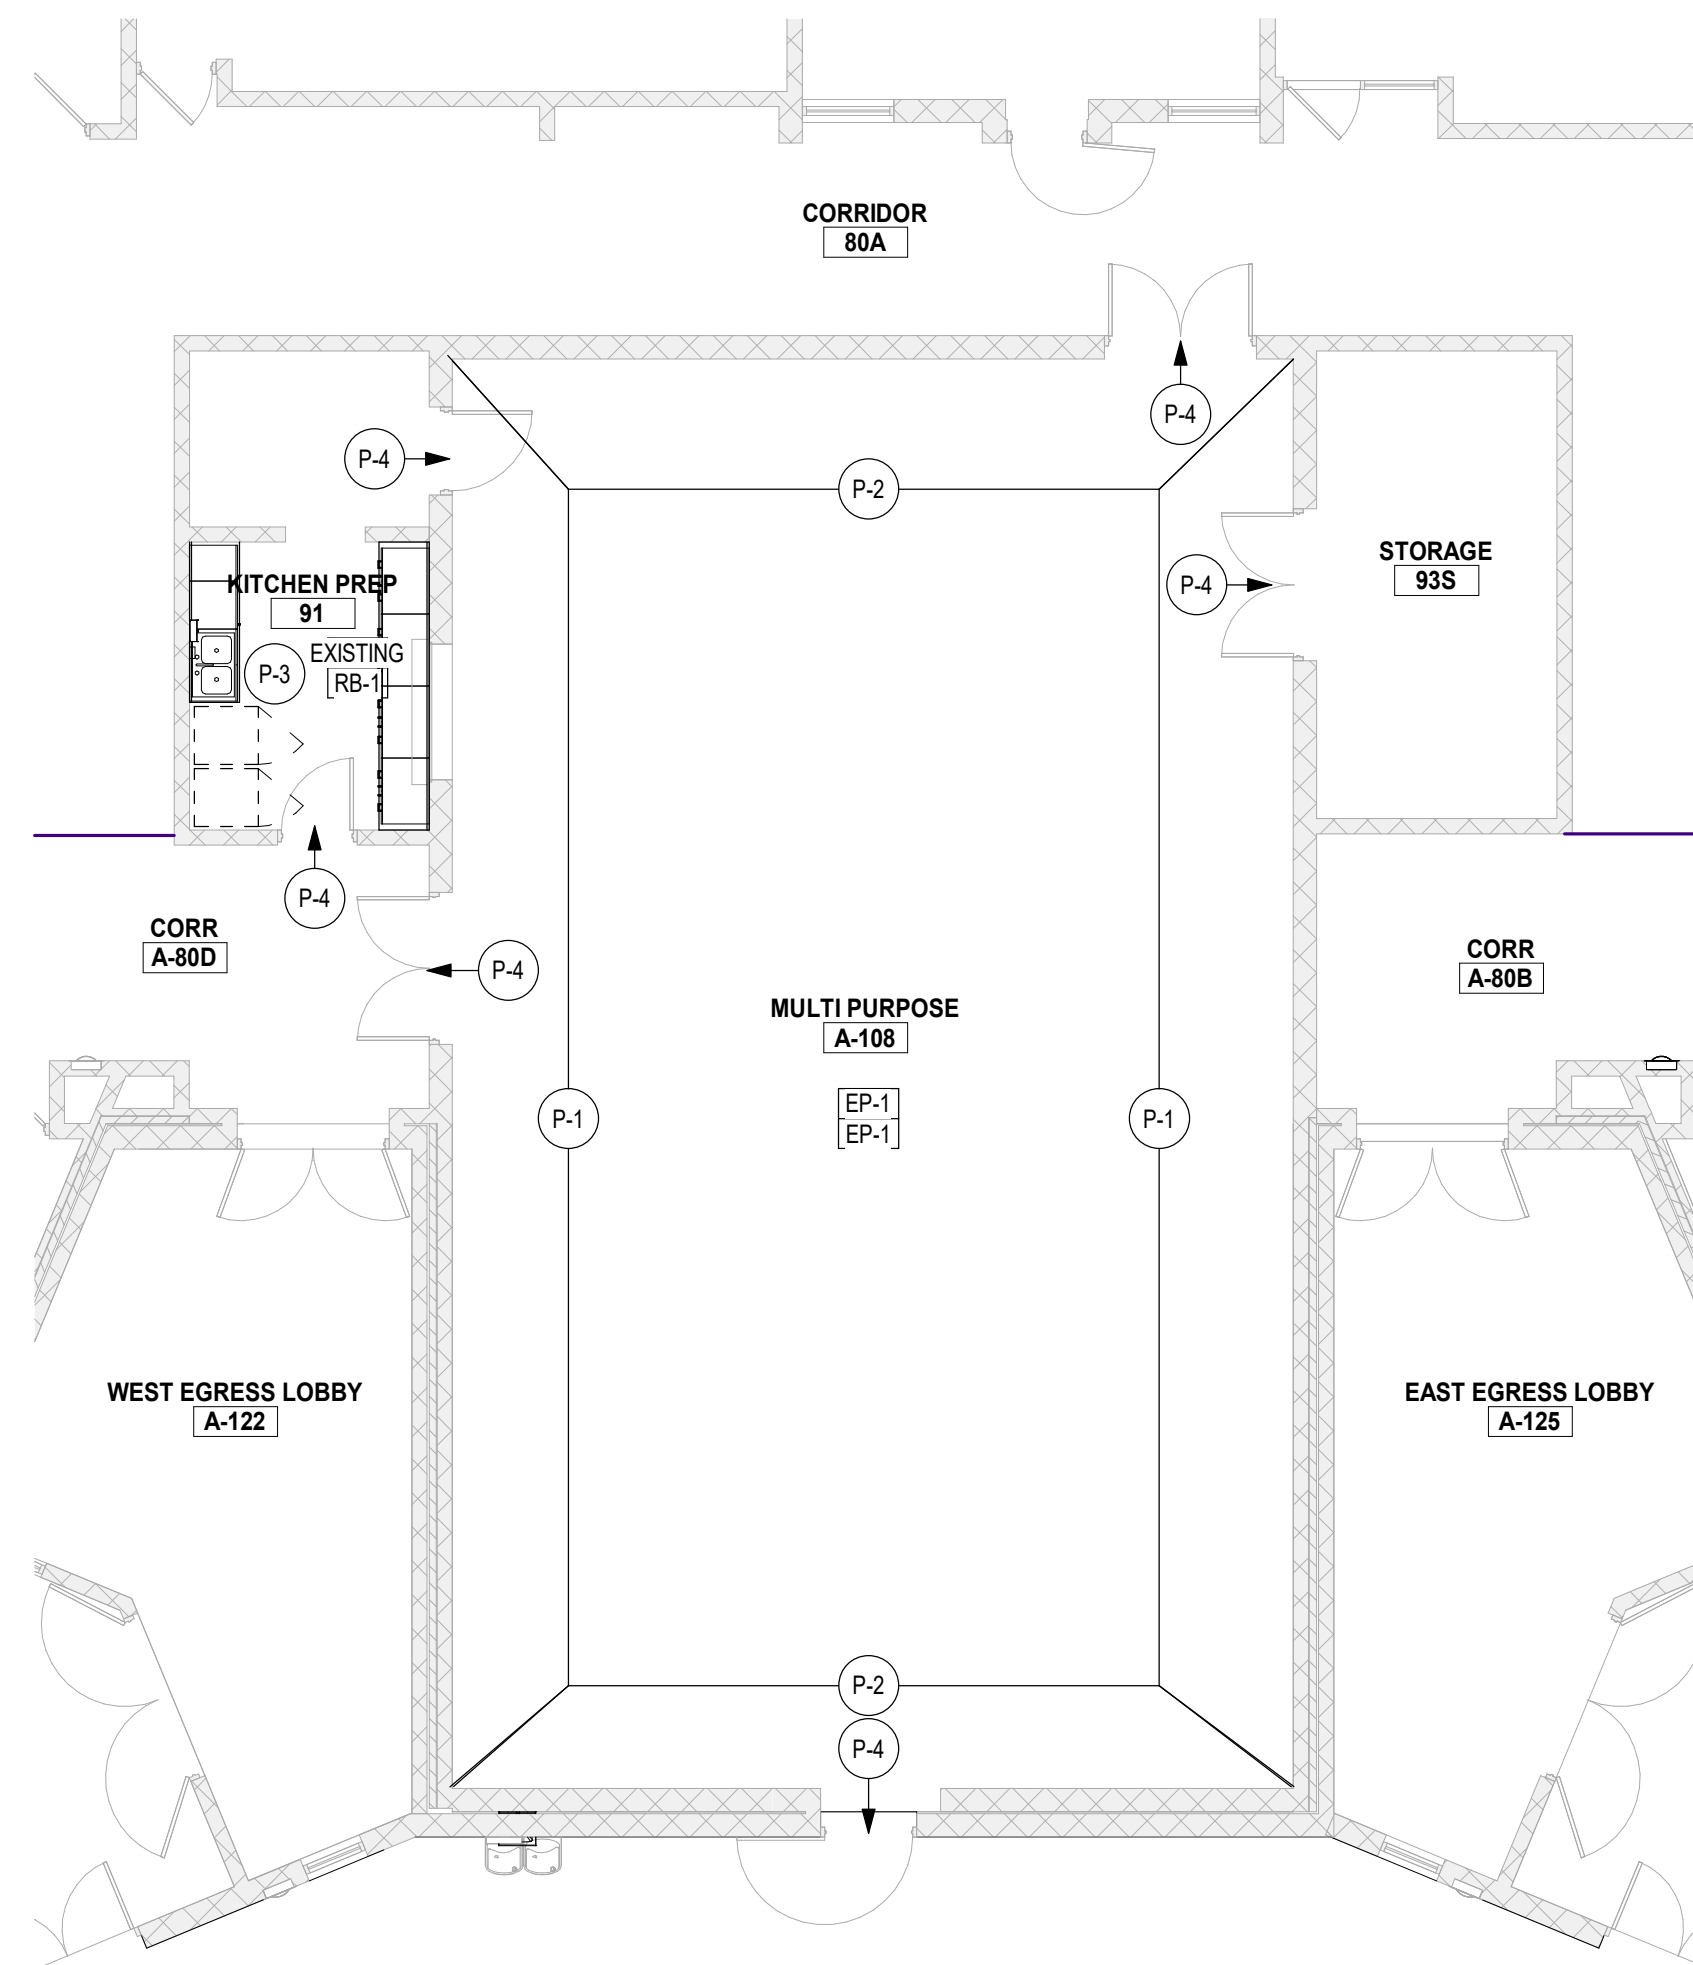 CORRIDOR
80A
P-4
P-4
P-2
STORAGE
93S
P-4
KITCHEN PREP
91
EXISTING
RB-1
P-3
P-4
CORR
A-80D
P-4
CORR
A-80B
MULTI PURPOSE
A-108
EP-1
EP-1
P-1
P-1
WEST EGRESS LOBBY
A-122
EAST EGRESS LOBBY
A-125
P-2
P-4